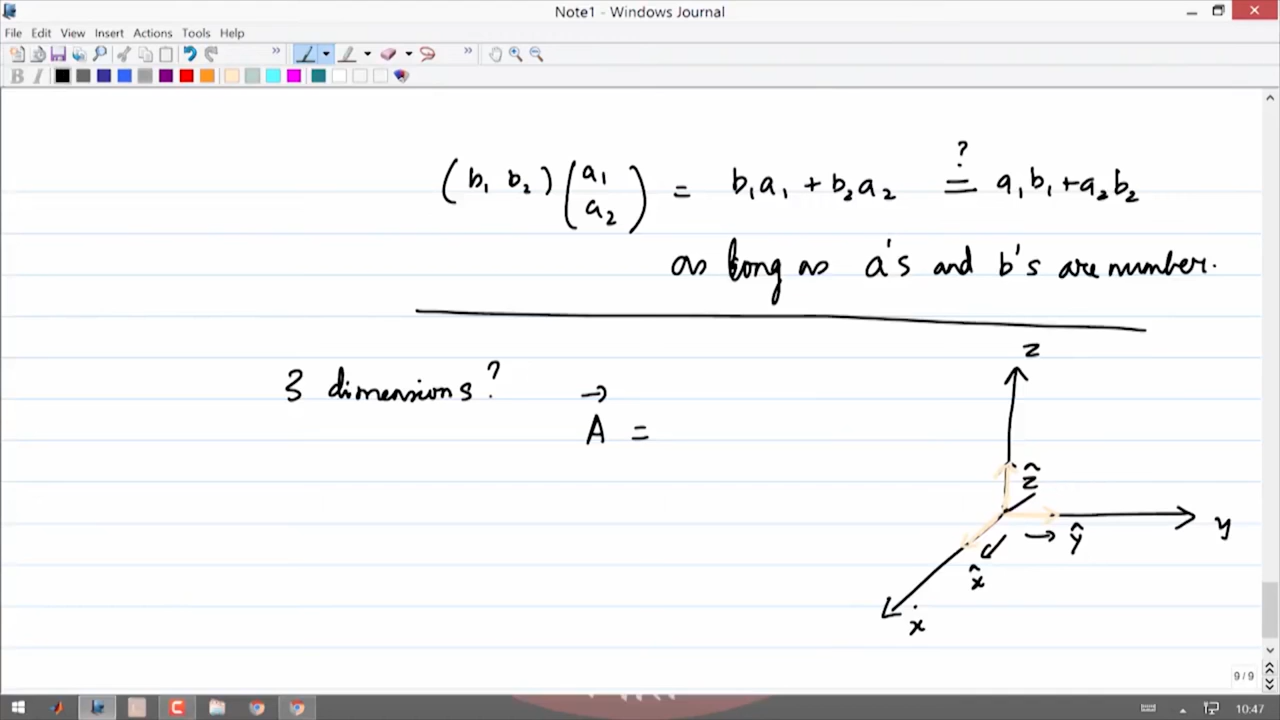 Note1 - Windows Journal
File Edit View Insert Actions Tools Help
B I
?
(b₁ b₂) (a₁ a₂) = b₁a₁ + b₂a₂ = a₁b₁+a₂b₂
as long as a's and b's are number.
z
3 dimensions? A⃗ =
ẑ
y
ŷ
x̂
x
9 / 9
10:47